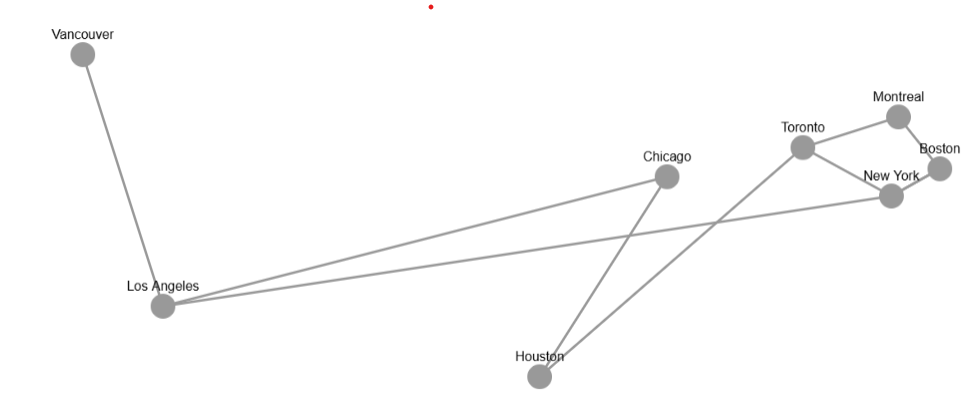 Vancouver
Montreal
Toronto
Boston
Chicago
New York
Los Angeles
Houston